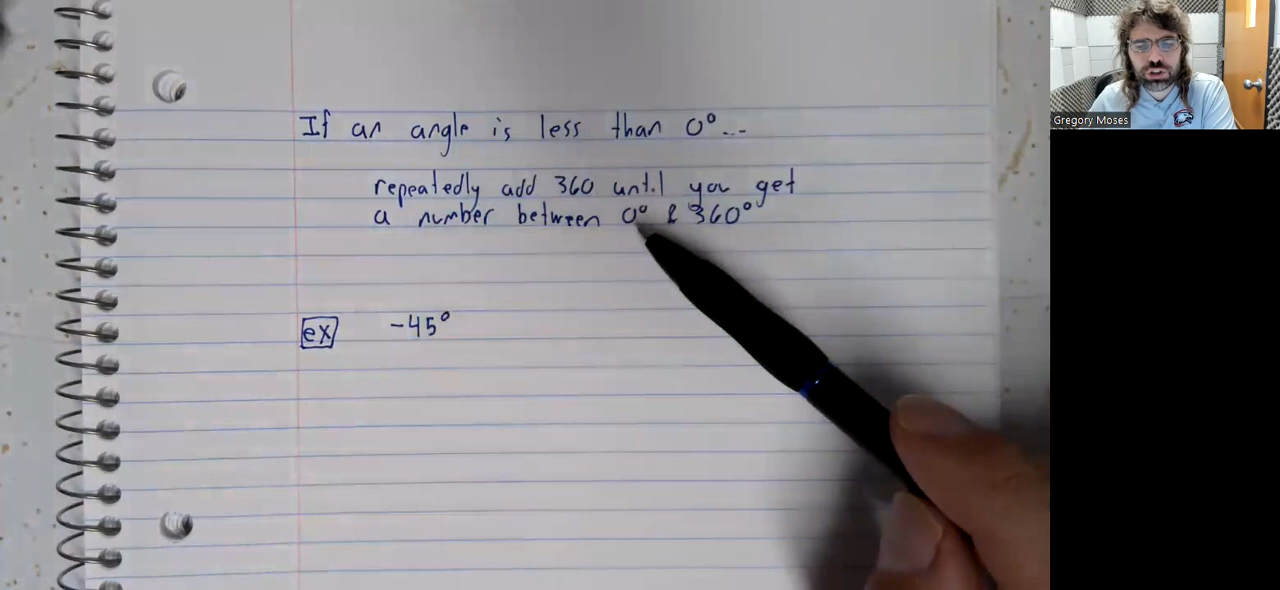 If an angle is less than 0°...
repeatedly add 360 until you get
a number between 0° & 360°
ex -45°
Gregory Moses